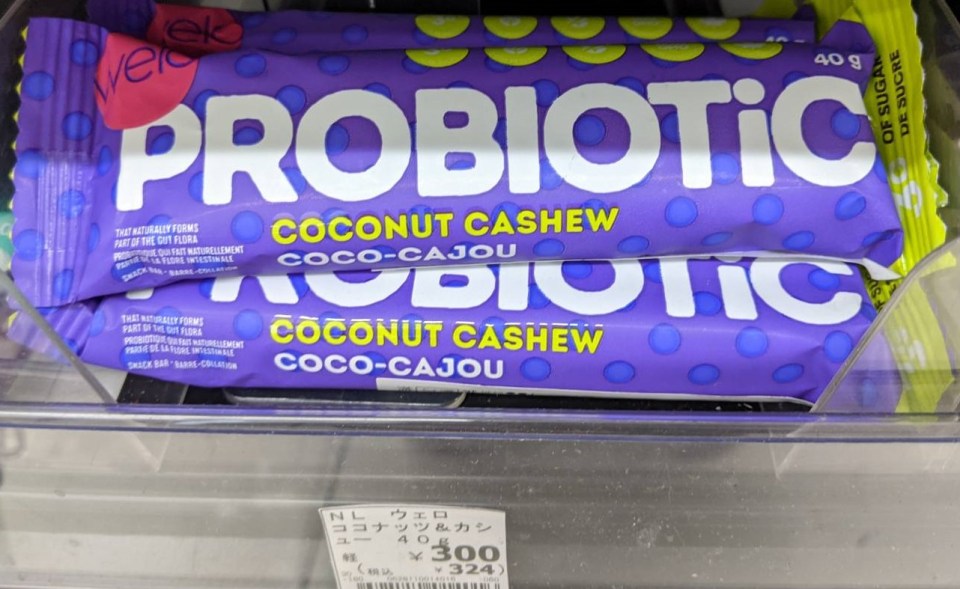 welo
40 g
PROBIOTiC
THAT NATURALLY FORMS
PART OF THE GUT FLORA
PROBIOTIQUE QUI FAIT NATURELLEMENT
PARTIE DE LA FLORE INTESTINALE
SNACK BAR • BARRE-COLLATION
COCONUT CASHEW
COCO-CAJOU
PROBIOTiC
THAT NATURALLY FORMS
PART OF THE GUT FLORA
PROBIOTIQUE QUI FAIT NATURELLEMENT
PARTIE DE LA FLORE INTESTINALE
SNACK BAR • BARRE-COLLATION
COCONUT CASHEW
COCO-CAJOU
OF SUGAR
DE SUCRE
NL ウェロ
ココナッツ&カシ
ュー 40g
軽 ¥300
(税込 ¥324)